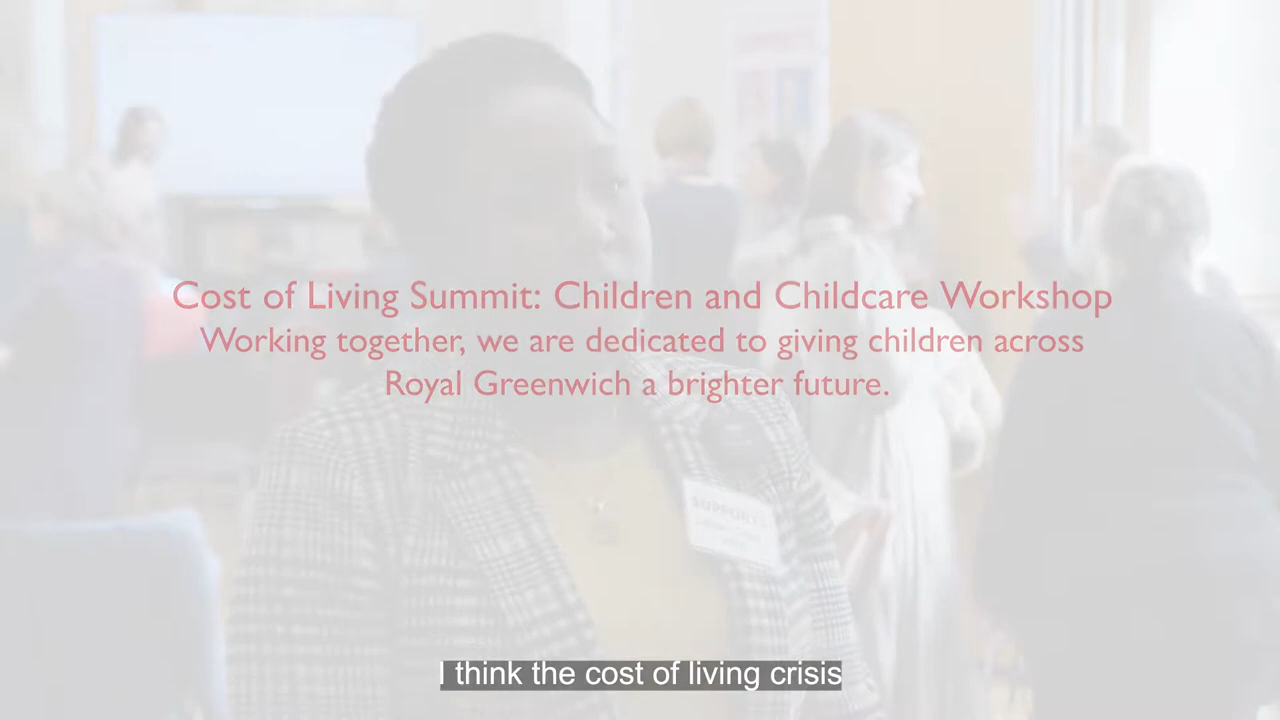 Cost of Living Summit: Children and Childcare Workshop
Working together, we are dedicated to giving children across
Royal Greenwich a brighter future.
SUPPORTS
I think the cost of living crisis